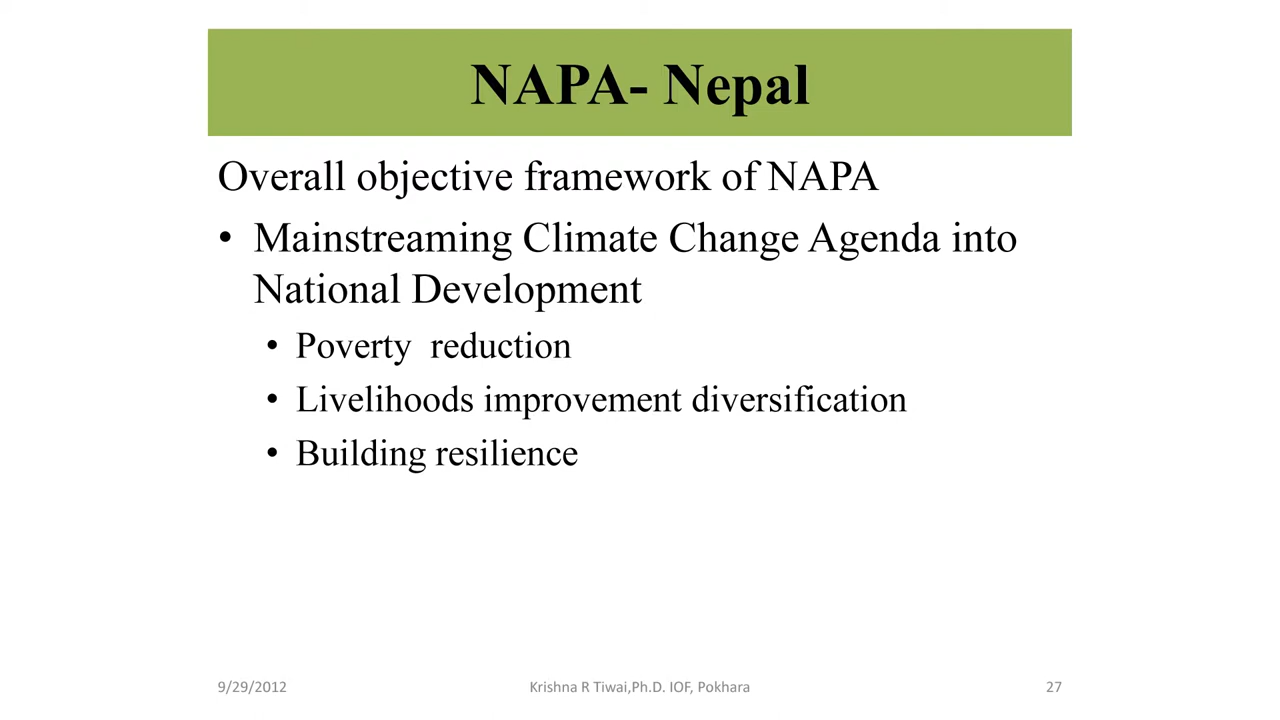 NAPA- Nepal
Overall objective framework of NAPA
• Mainstreaming Climate Change Agenda into
National Development
• Poverty  reduction
• Livelihoods improvement diversification
• Building resilience
9/29/2012
Krishna R Tiwai,Ph.D. IOF, Pokhara
27